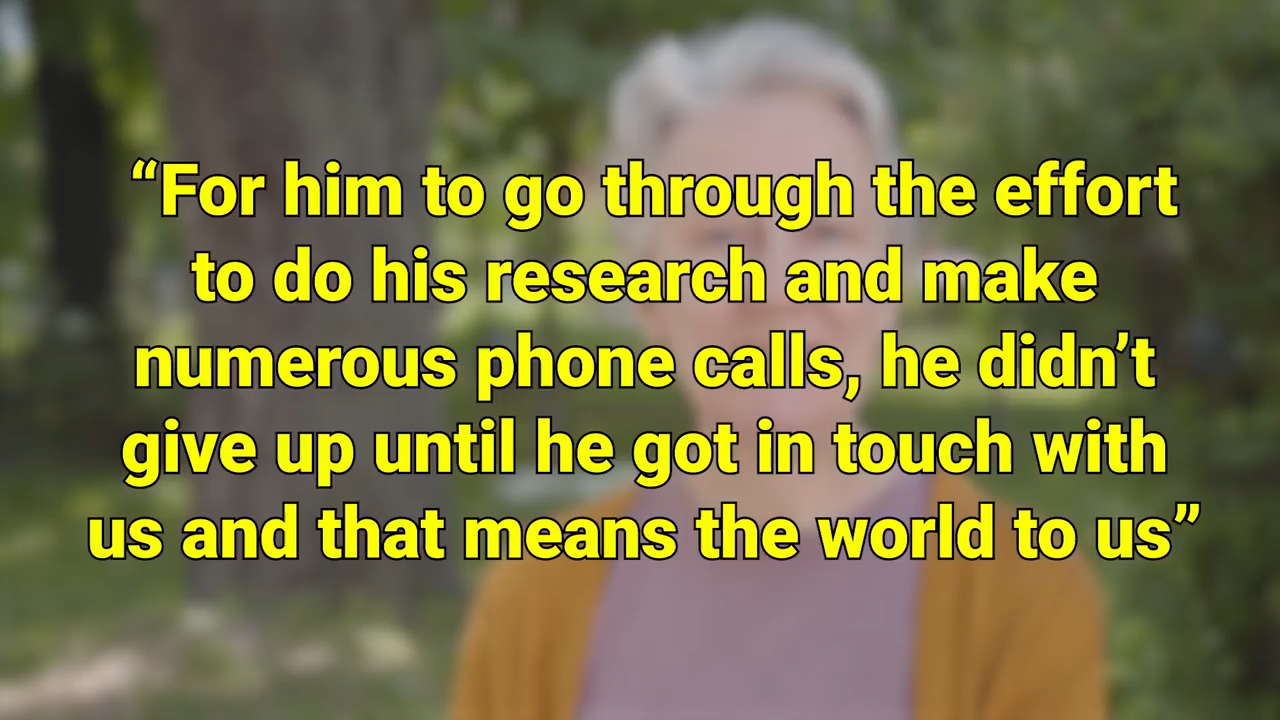 “For him to go through the effort
to do his research and make
numerous phone calls, he didn’t
give up until he got in touch with
us and that means the world to us”